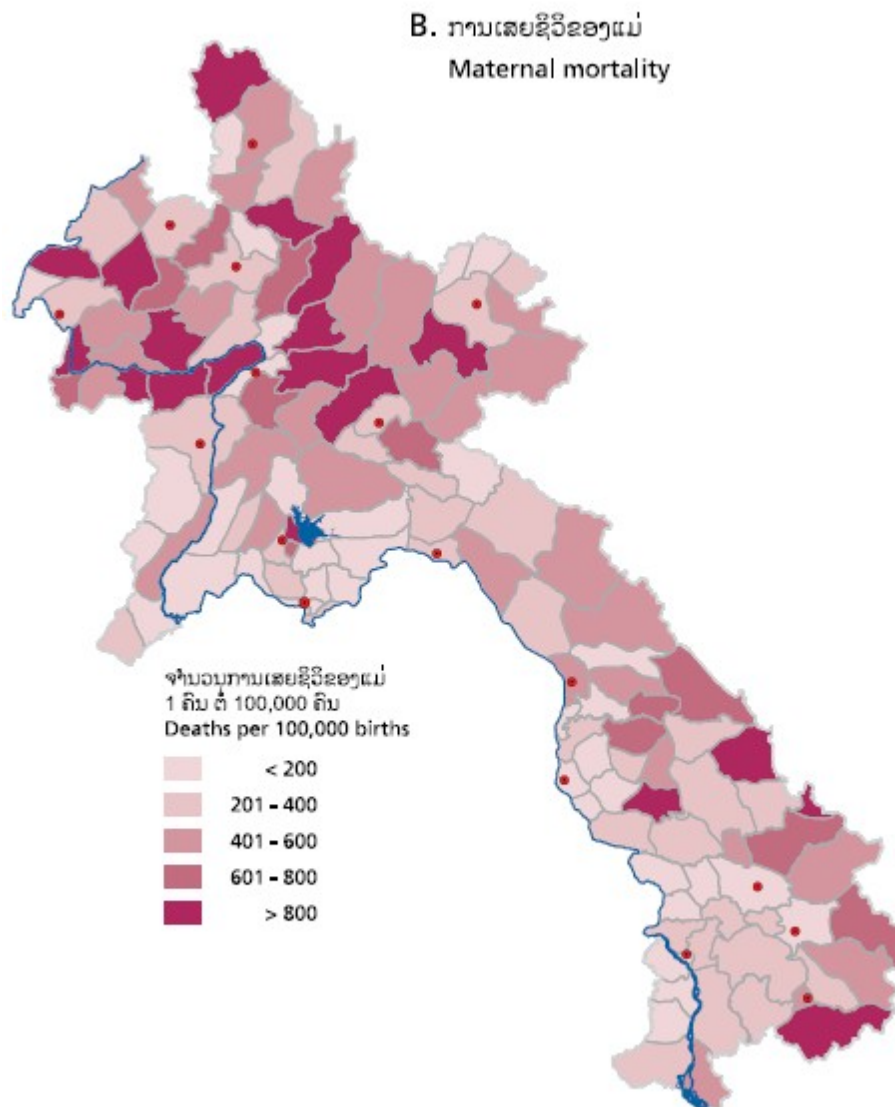 B. ການເສຍຊີວິຂອງແມ່
Maternal mortality
ຈຳນວນການເສຍຊີວິຂອງແມ່
1 ຄົນ ຕໍ່ 100,000 ຄົນ
Deaths per 100,000 births
< 200
201 - 400
401 - 600
601 - 800
> 800